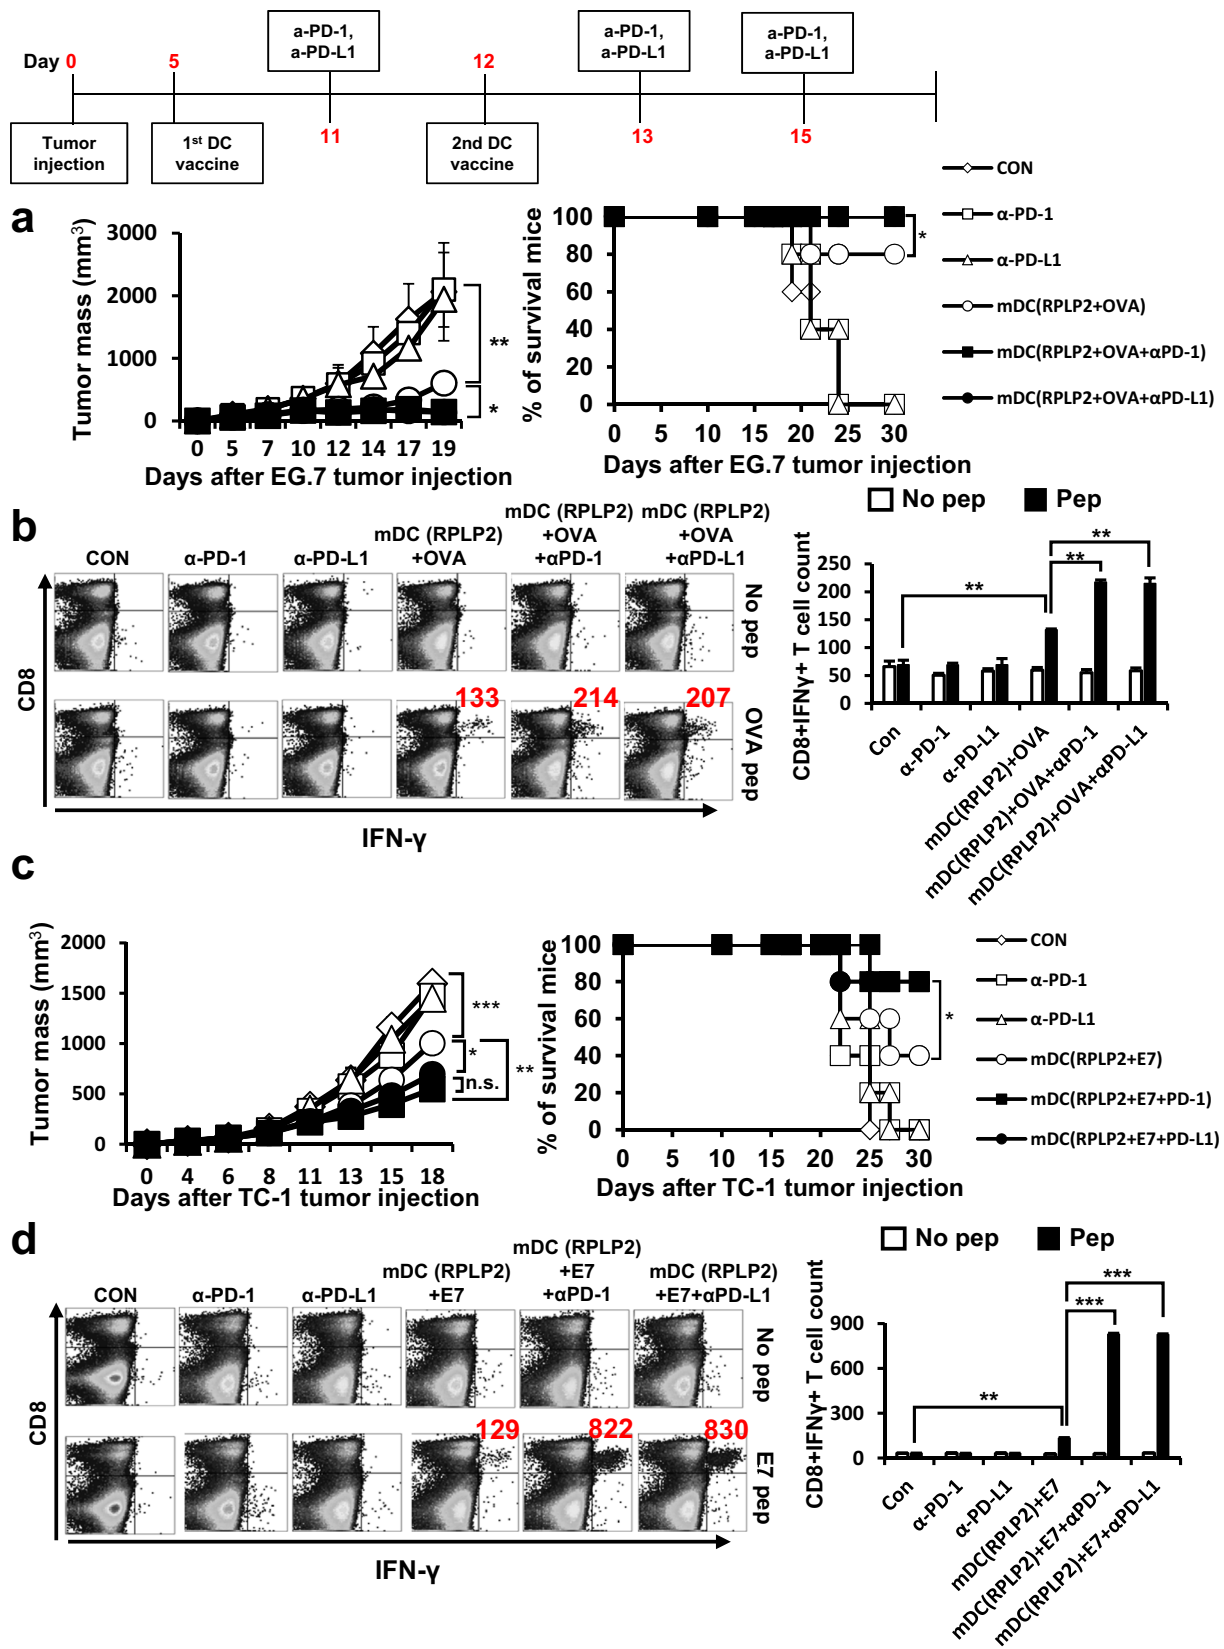 a-PD-1,
a-PD-L1
a-PD-1,
a-PD-L1
a-PD-1,
a-PD-L1
Day 0
5
12
11
13
15
Tumor
injection
1st DC
vaccine
2nd DC
vaccine
a
Tumor mass (mm3)
3000
2000
1000
0
0 5 7 10 12 14 17 19
Days after EG.7 tumor injection
**
*
% of survival mice
100
80
60
40
20
0
0 5 10 15 20 25 30
Days after EG.7 tumor injection
*
CON
α-PD-1
α-PD-L1
mDC(RPLP2+OVA)
mDC(RPLP2+OVA+αPD-1)
mDC(RPLP2+OVA+αPD-L1)
b
CON
α-PD-1
α-PD-L1
mDC (RPLP2)
+OVA
mDC (RPLP2)
+OVA
+αPD-1
mDC (RPLP2)
+OVA
+αPD-L1
No pep
OVA pep
133
214
207
CD8
IFN-γ
No pep
Pep
CD8+IFNγ+ T cell count
250
200
150
100
50
0
**
**
**
Con
α-PD-1
α-PD-L1
mDC(RPLP2)+OVA
mDC(RPLP2)+OVA+αPD-1
mDC(RPLP2)+OVA+αPD-L1
c
Tumor mass (mm3)
2000
1500
1000
500
0
0 4 6 8 11 13 15 18
Days after TC-1 tumor injection
***
*
**
n.s.
% of survival mice
100
80
60
40
20
0
0 5 10 15 20 25 30
Days after TC-1 tumor injection
*
CON
α-PD-1
α-PD-L1
mDC(RPLP2+E7)
mDC(RPLP2+E7+PD-1)
mDC(RPLP2+E7+PD-L1)
d
CON
α-PD-1
α-PD-L1
mDC (RPLP2)
+E7
mDC (RPLP2)
+E7
+αPD-1
mDC (RPLP2)
+E7+αPD-L1
No pep
E7 pep
129
822
830
CD8
IFN-γ
No pep
Pep
CD8+IFNγ+ T cell count
900
600
300
0
**
***
***
Con
α-PD-1
α-PD-L1
mDC(RPLP2)+E7
mDC(RPLP2)+E7+αPD-1
mDC(RPLP2)+E7+αPD-L1